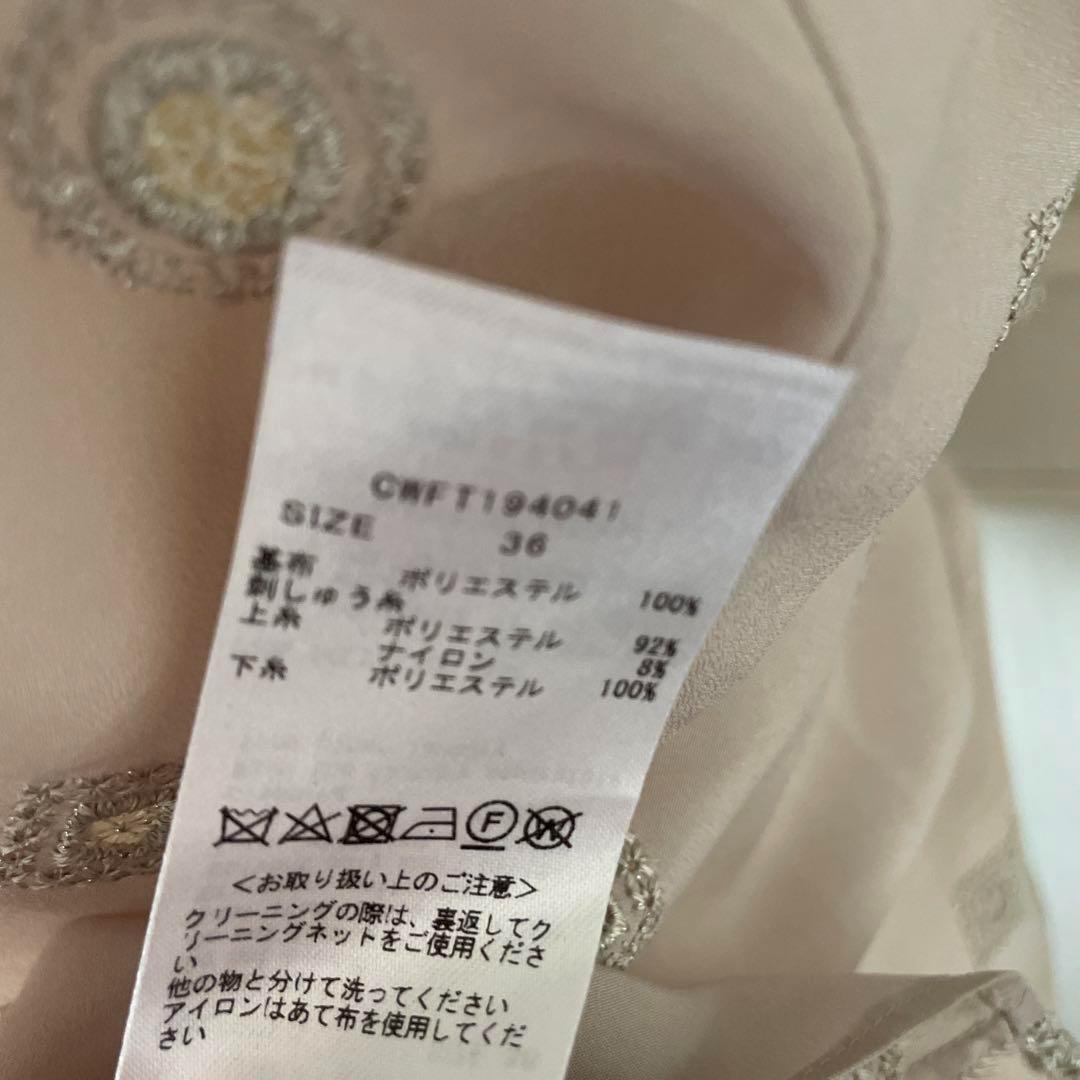 CWFT194041
SIZE 36
基布 ポリエステル 100%
刺しゅう糸
上糸 ポリエステル 92%
ナイロン 8%
下糸 ポリエステル 100%
F
W
<お取り扱い上のご注意>
クリーニングの際は、裏返してク
リーニングネットをご使用くださ
い
他の物と分けて洗ってください
アイロンはあて布を使用してくだ
さい